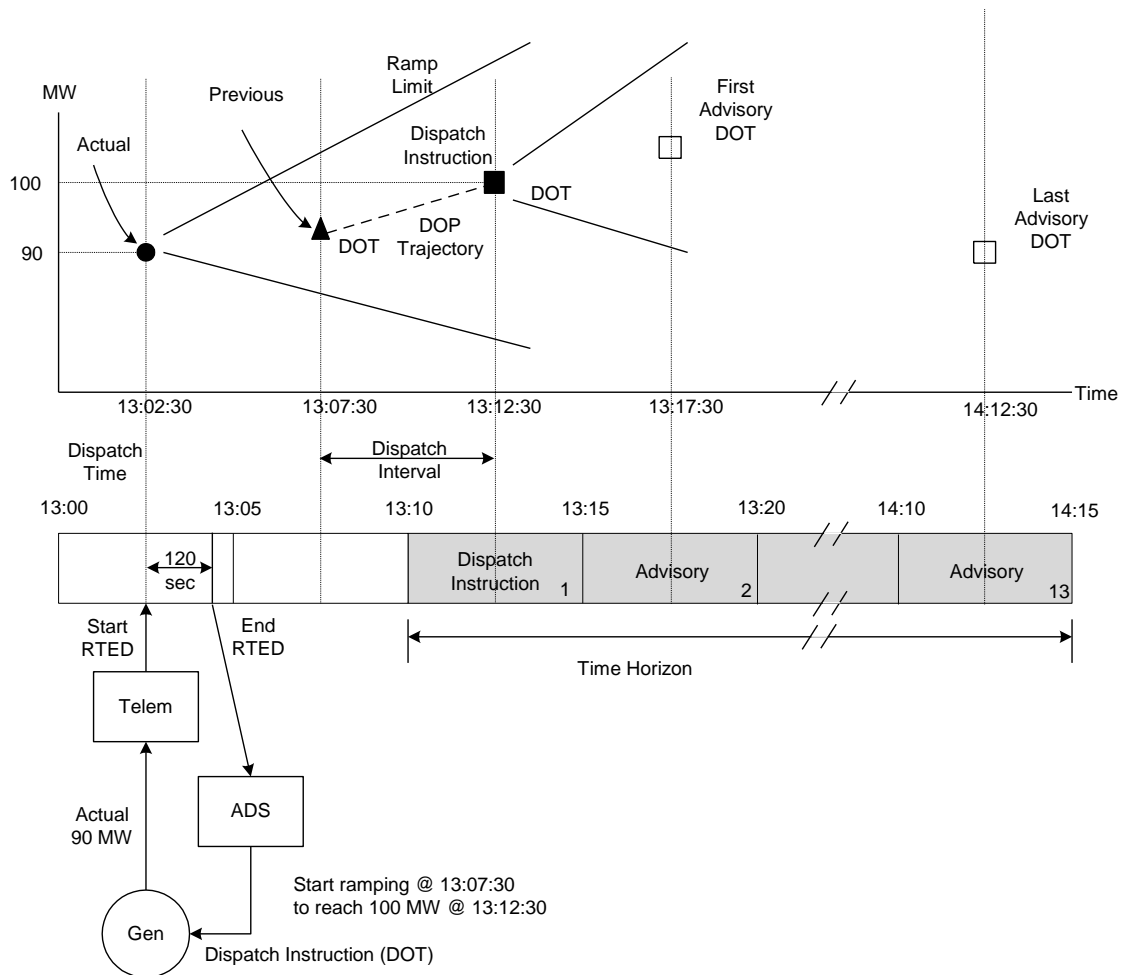 Ramp
Limit
MW
Previous
First
Advisory
DOT
Actual
Dispatch
Instruction
100
DOT
DOP
Trajectory
DOT
Last
Advisory
DOT
90
Time
13:02:30
13:07:30
13:12:30
13:17:30
14:12:30
Dispatch
Time
Dispatch
Interval
13:00
13:05
13:10
13:15
13:20
14:10
14:15
120
sec
Dispatch
Instruction
1
Advisory
2
Advisory
13
Start
RTED
End
RTED
Time Horizon
Telem
ADS
Actual
90 MW
Start ramping @ 13:07:30
to reach 100 MW @ 13:12:30
Gen
Dispatch Instruction (DOT)